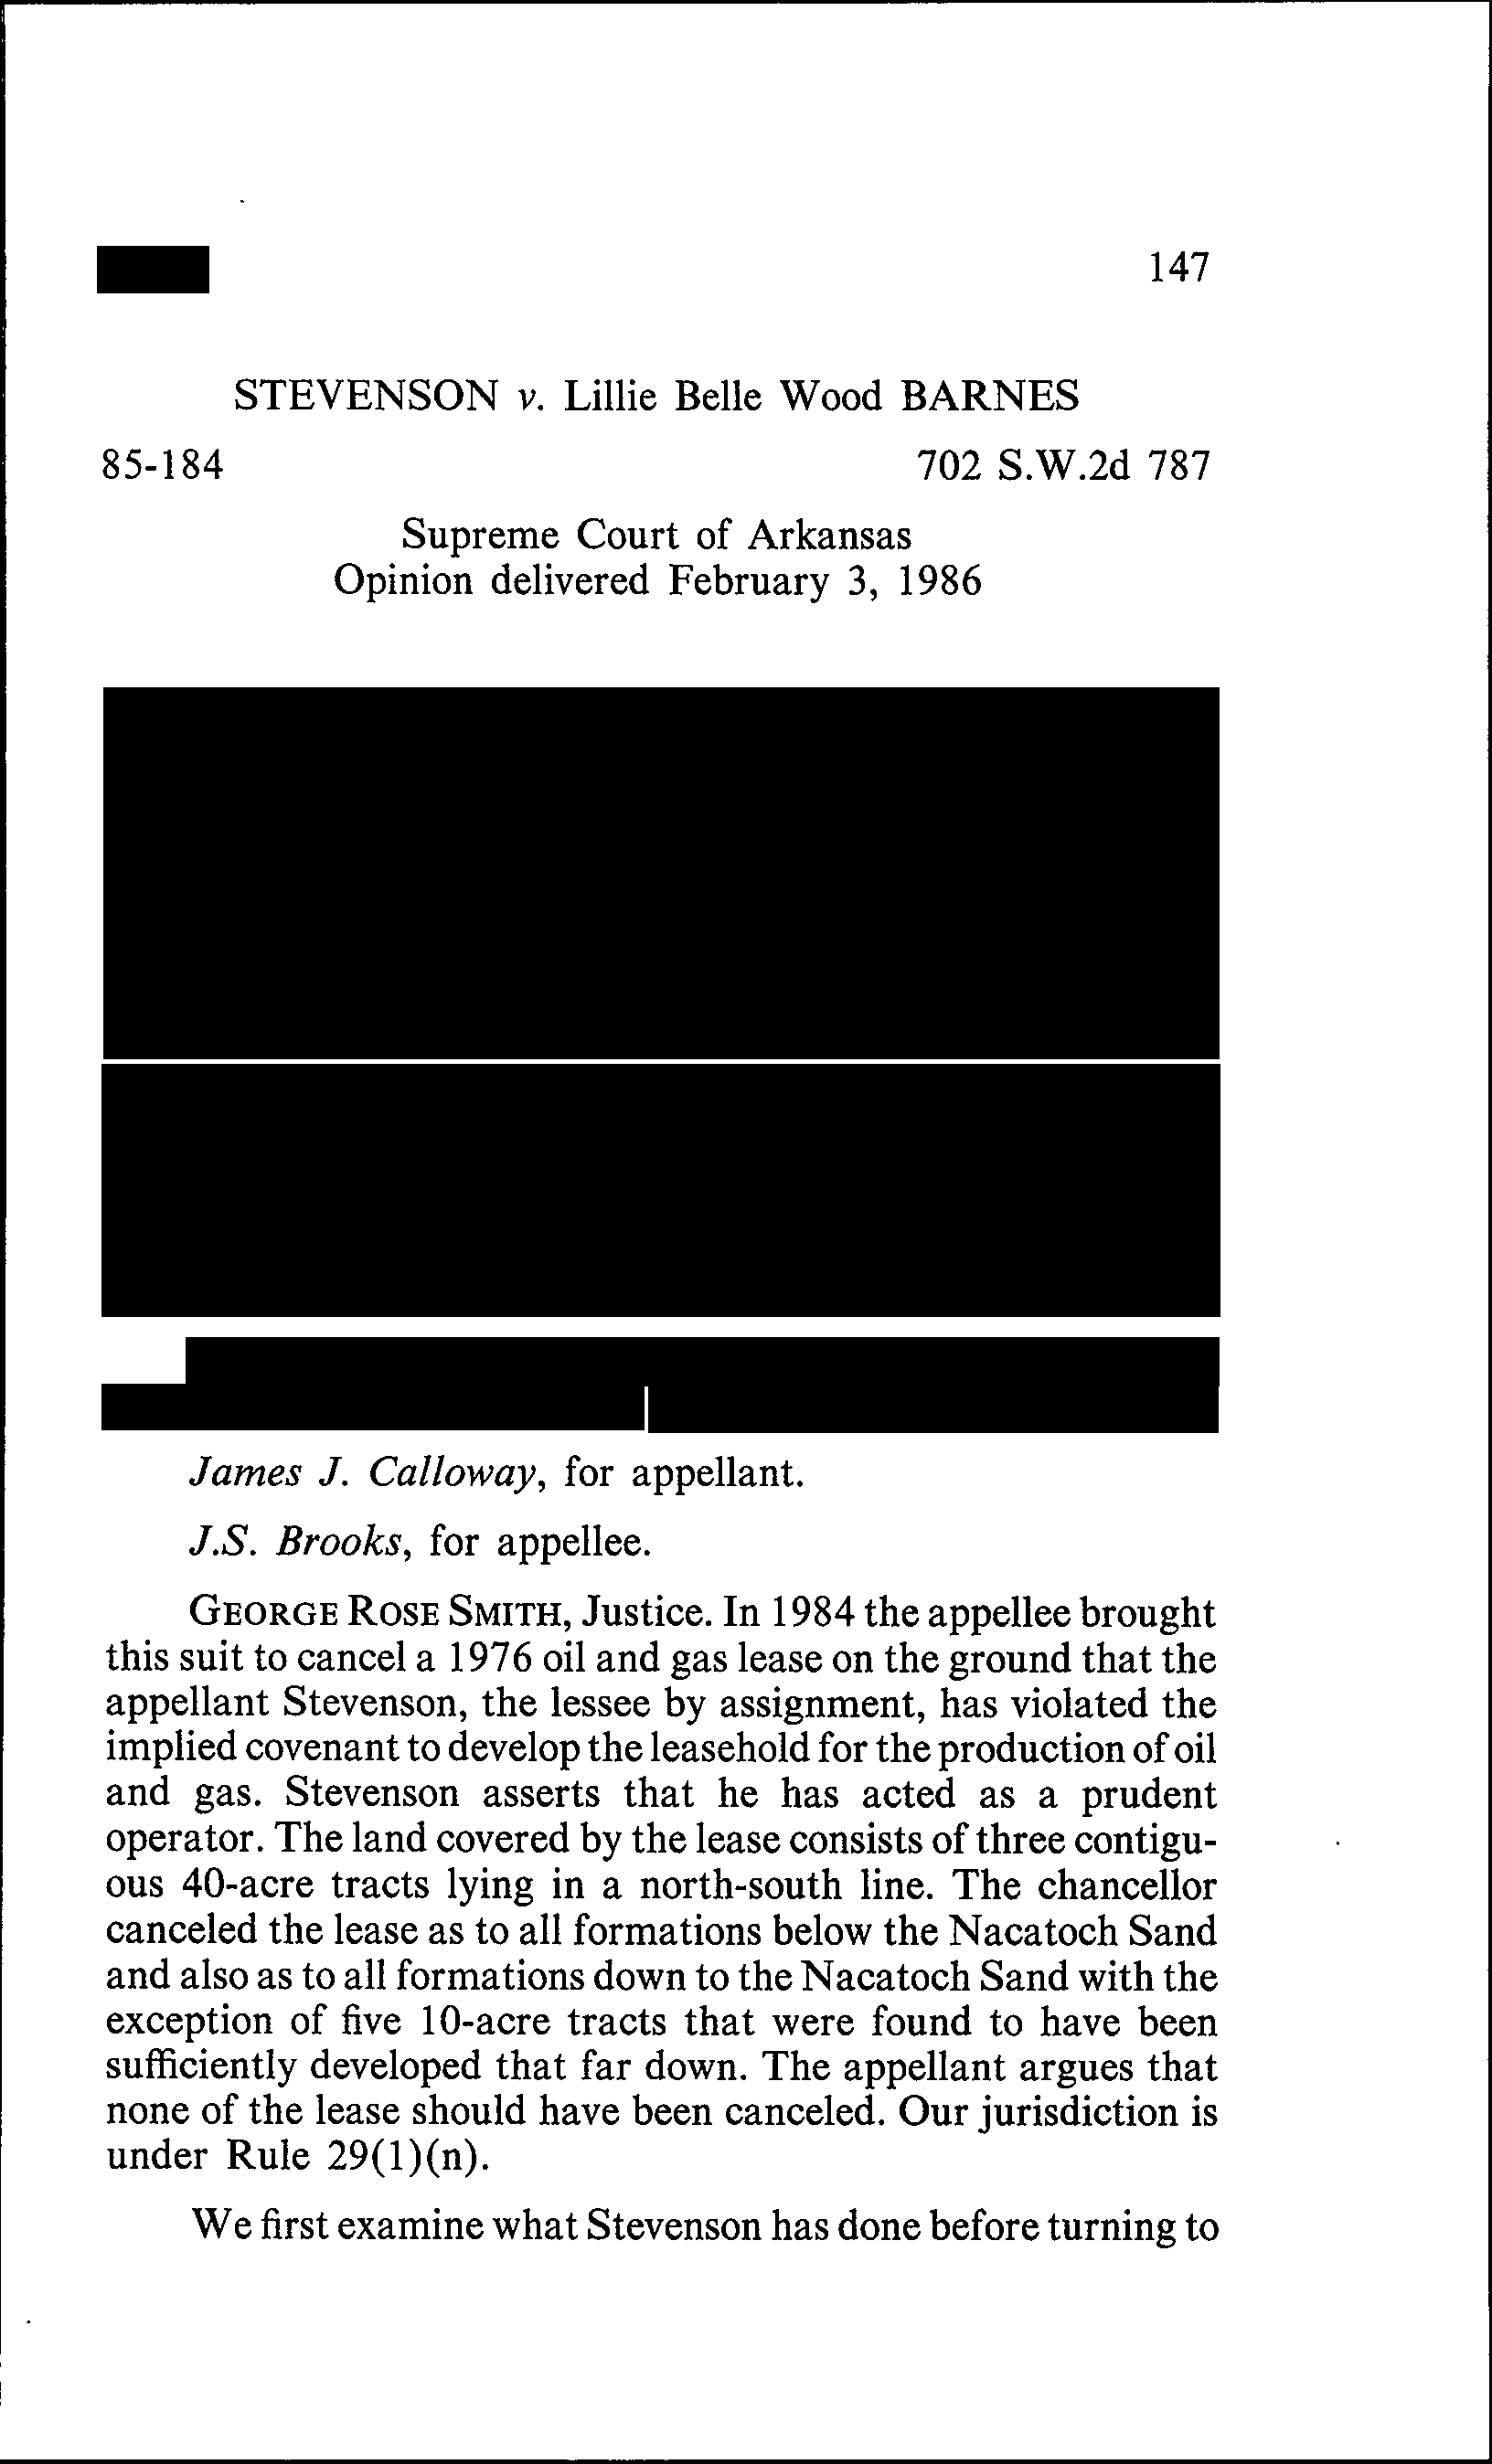 147
STEVENSON v. Lillie Belle Wood BARNES
85-184 702 S.W.2d 787
Supreme Court of Arkansas
Opinion delivered February 3, 1986
James J. Calloway, for appellant.
J.S. Brooks, for appellee.
GEORGE ROSE SMITH, Justice. In 1984 the appellee brought
this suit to cancel a 1976 oil and gas lease on the ground that the
appellant Stevenson, the lessee by assignment, has violated the
implied covenant to develop the leasehold for the production of oil
and gas. Stevenson asserts that he has acted as a prudent
operator. The land covered by the lease consists of three contigu-
ous 40-acre tracts lying in a north-south line. The chancellor
canceled the lease as to all formations below the Nacatoch Sand
and also as to all formations down to the Nacatoch Sand with the
exception of five 10-acre tracts that were found to have been
sufficiently developed that far down. The appellant argues that
none of the lease should have been canceled. Our jurisdiction is
under Rule 29(1)(n).
We first examine what Stevenson has done before turning to